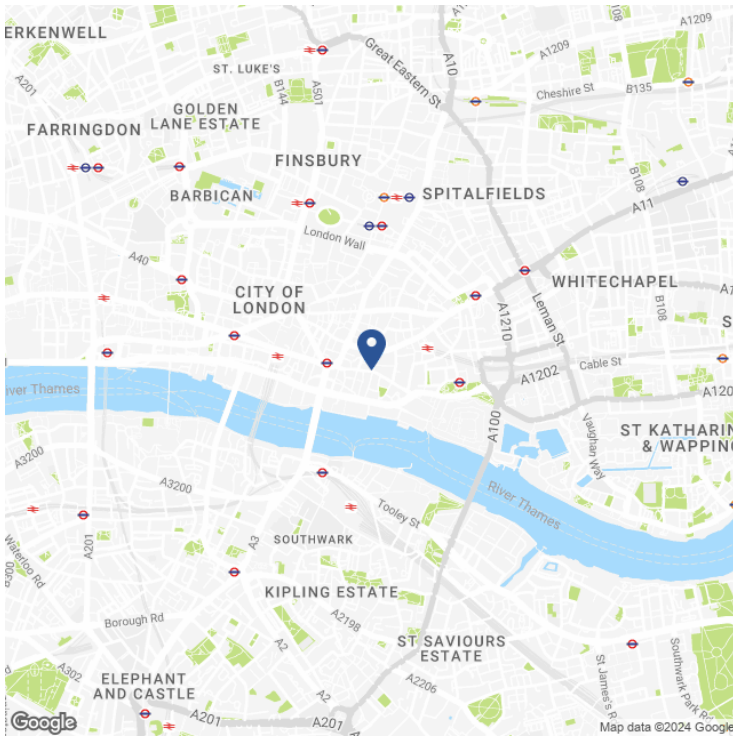 ERKENWELL
A201
ST. LUKE'S
B144
A501
Great Eastern St
A10
A1209
B108
A1209
Cheshire St
B135
GOLDEN
LANE ESTATE
FARRINGDON
FINSBURY
BARBICAN
SPITALFIELDS
B108
A11
London Wall
A40
CITY OF
LONDON
WHITECHAPEL
A1210
Leman St
B108
S
Cable St
A1202
A120
iver Thames
A100
Vaughan Way
ST KATHARIN
& WAPPING
A3200
A3200
River Thames
Tooley St
A201
A3
SOUTHWARK
B300
Waterloo Rd
KIPLING ESTATE
Borough Rd
A2198
A2
ST SAVIOURS
ESTATE
A302
ELEPHANT
AND CASTLE
A2
A2206
St James's R
Southwark Park Rd
A201
A201
Google
Map data ©2024 Google